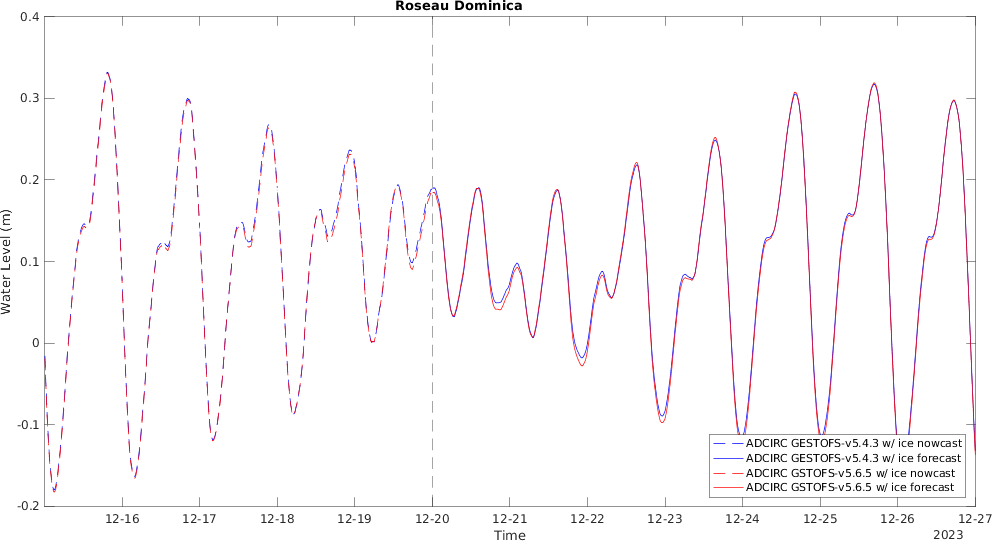 Roseau Dominica
0.4
0.3
0.2
0.1
0
-0.1
-0.2
Water Level (m)
12-16 12-17 12-18 12-19 12-20 12-21 12-22 12-23 12-24 12-25 12-26 12-27
Time
2023
ADCIRC GESTOFS-v5.4.3 w/ ice nowcast
ADCIRC GESTOFS-v5.4.3 w/ ice forecast
ADCIRC GSTOFS-v5.6.5 w/ ice nowcast
ADCIRC GSTOFS-v5.6.5 w/ ice forecast